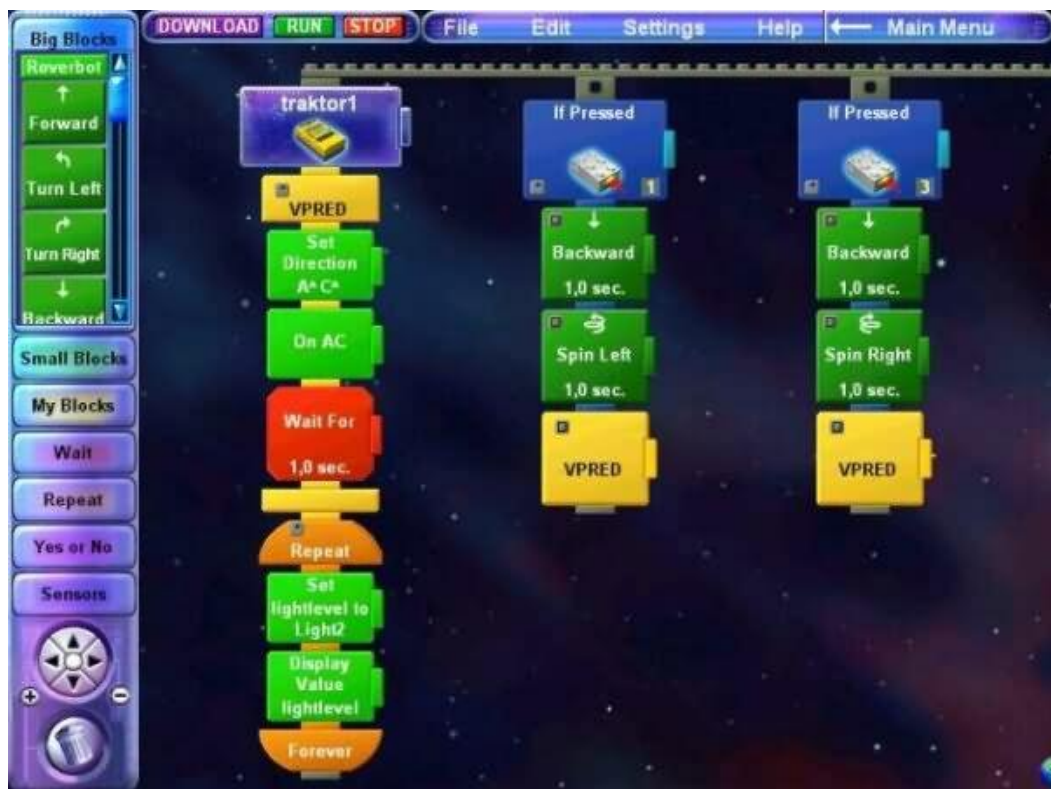 DOWNLOAD RUN STOP File Edit Settings Help Main Menu
Big Blocks
Roverbot
Forward
Turn Left
Turn Right
Backward
Small Blocks
My Blocks
Wait
Repeat
Yes or No
Sensors
traktor1
VPRED
Set
Direction
A^ C^
On AC
Wait For
1,0 sec.
Repeat
Set
lightlevel to
Light2
Display
Value
lightlevel
Forever
If Pressed
1
Backward
1,0 sec.
Spin Left
1,0 sec.
VPRED
If Pressed
3
Backward
1,0 sec.
Spin Right
1,0 sec.
VPRED